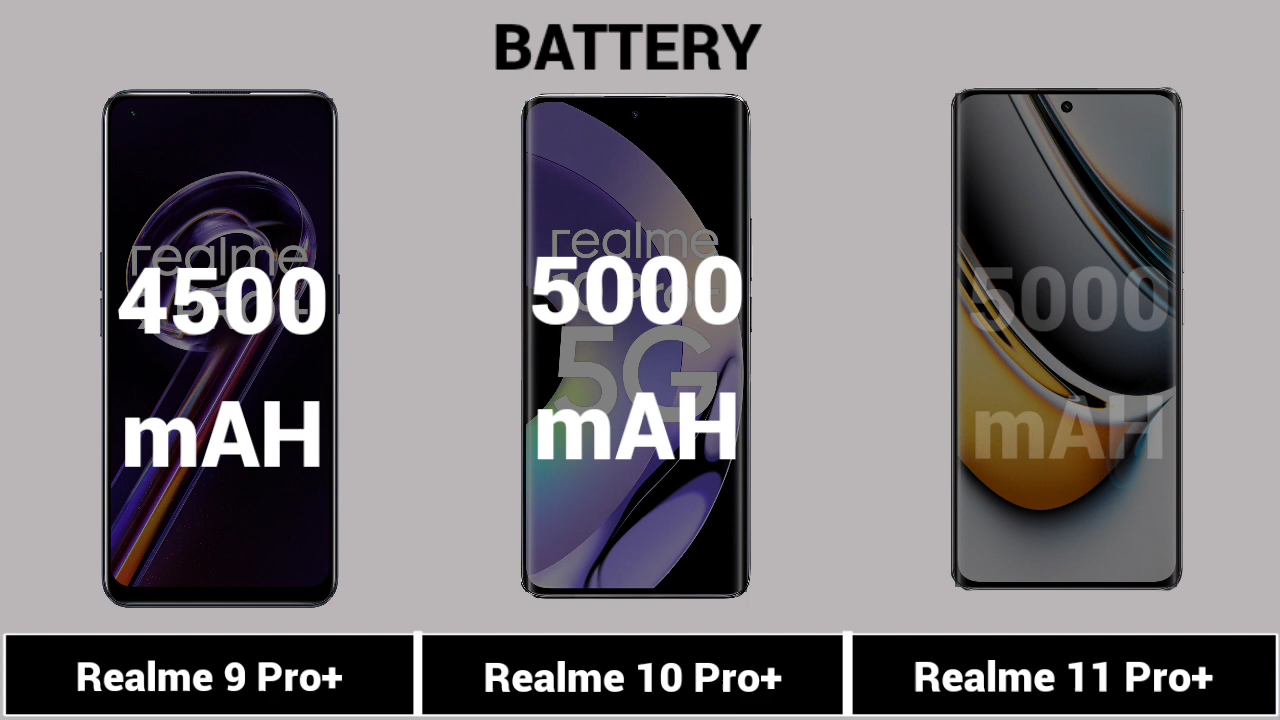 BATTERY
realme
4500
mAH
realme
5000
5G
mAH
5000
mAH
Realme 9 Pro+
Realme 10 Pro+
Realme 11 Pro+